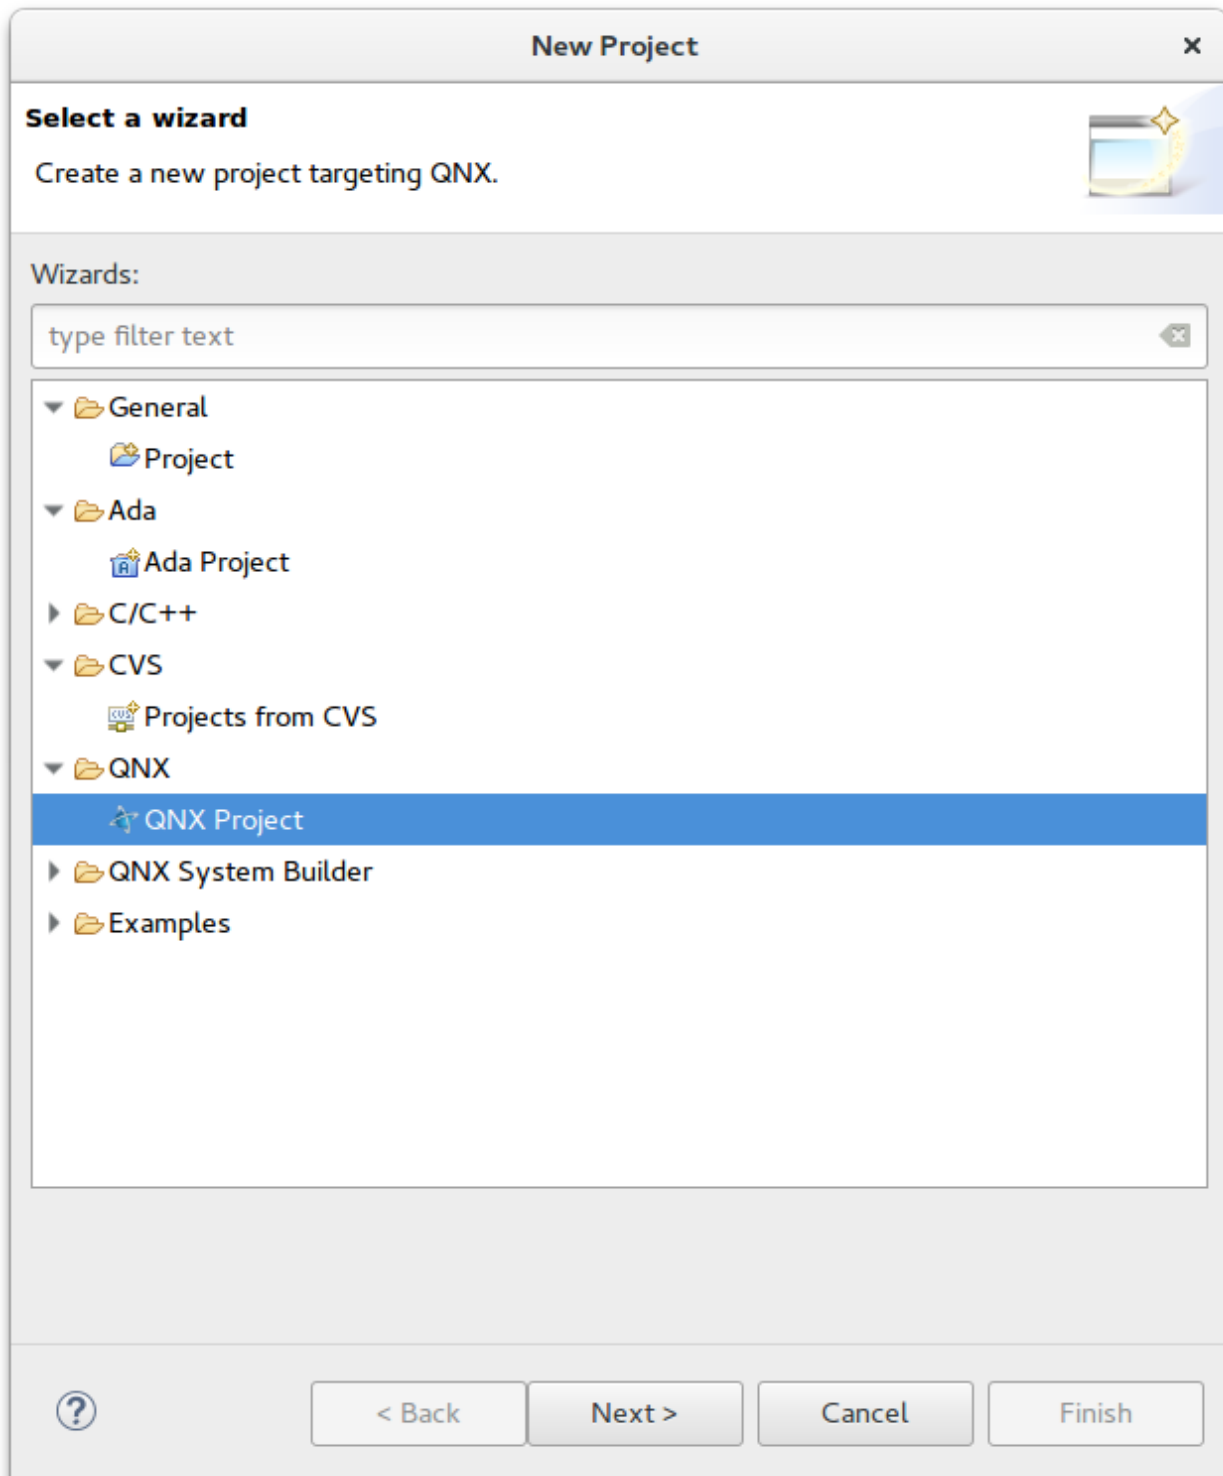 New Project
Select a wizard
Create a new project targeting QNX.
Wizards:
type filter text
General
Project
Ada
Ada Project
C/C++
CVS
Projects from CVS
QNX
QNX Project
QNX System Builder
Examples
< Back Next > Cancel Finish